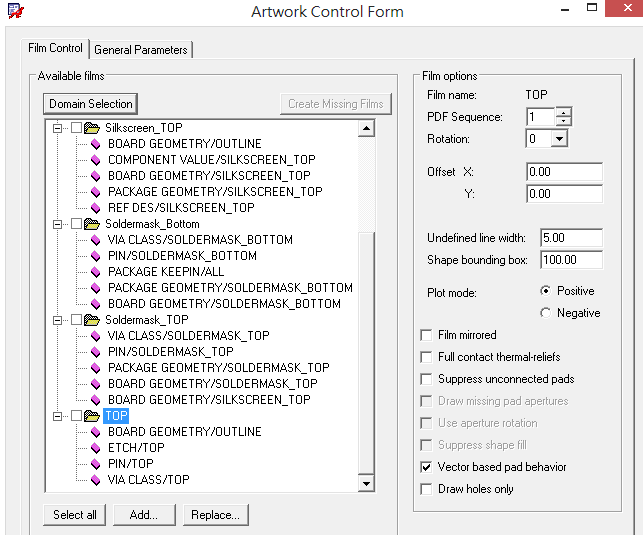 Artwork Control Form
Film Control
General Parameters
Available films
Domain Selection
Create Missing Films
Silkscreen_TOP
BOARD GEOMETRY/OUTLINE
COMPONENT VALUE/SILKSCREEN_TOP
BOARD GEOMETRY/SILKSCREEN_TOP
PACKAGE GEOMETRY/SILKSCREEN_TOP
REF DES/SILKSCREEN_TOP
Soldermask_Bottom
VIA CLASS/SOLDERMASK_BOTTOM
PIN/SOLDERMASK_BOTTOM
PACKAGE KEEPIN/ALL
PACKAGE GEOMETRY/SOLDERMASK_BOTTOM
BOARD GEOMETRY/SOLDERMASK_BOTTOM
Soldermask_TOP
VIA CLASS/SOLDERMASK_TOP
PIN/SOLDERMASK_TOP
PACKAGE GEOMETRY/SOLDERMASK_TOP
BOARD GEOMETRY/SOLDERMASK_TOP
BOARD GEOMETRY/SILKSCREEN_TOP
TOP
BOARD GEOMETRY/OUTLINE
ETCH/TOP
PIN/TOP
VIA CLASS/TOP
Select all
Add...
Replace...
Film options
Film name: TOP
PDF Sequence: 1
Rotation: 0
Offset X: 0.00
Y: 0.00
Undefined line width: 5.00
Shape bounding box: 100.00
Plot mode: Positive
Negative
Film mirrored
Full contact thermal-reliefs
Suppress unconnected pads
Draw missing pad apertures
Use aperture rotation
Suppress shape fill
Vector based pad behavior
Draw holes only